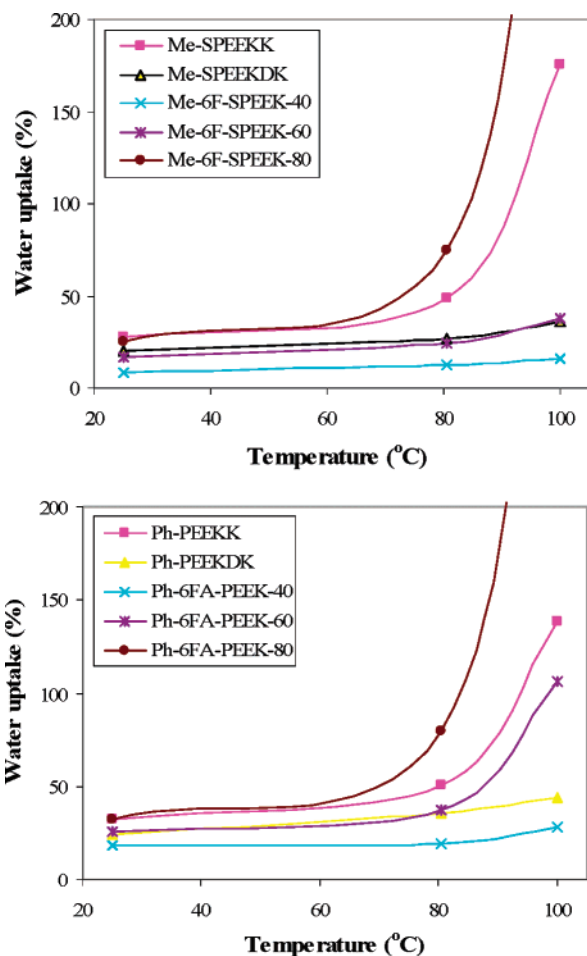 200
150
100
50
0
Water uptake (%)
Me-SPEEKK
Me-SPEEKDK
Me-6F-SPEEK-40
Me-6F-SPEEK-60
Me-6F-SPEEK-80
20 40 60 80 100
Temperature (°C)
200
150
100
50
0
Water uptake (%)
Ph-PEEKK
Ph-PEEKDK
Ph-6FA-PEEK-40
Ph-6FA-PEEK-60
Ph-6FA-PEEK-80
20 40 60 80 100
Temperature (°C)